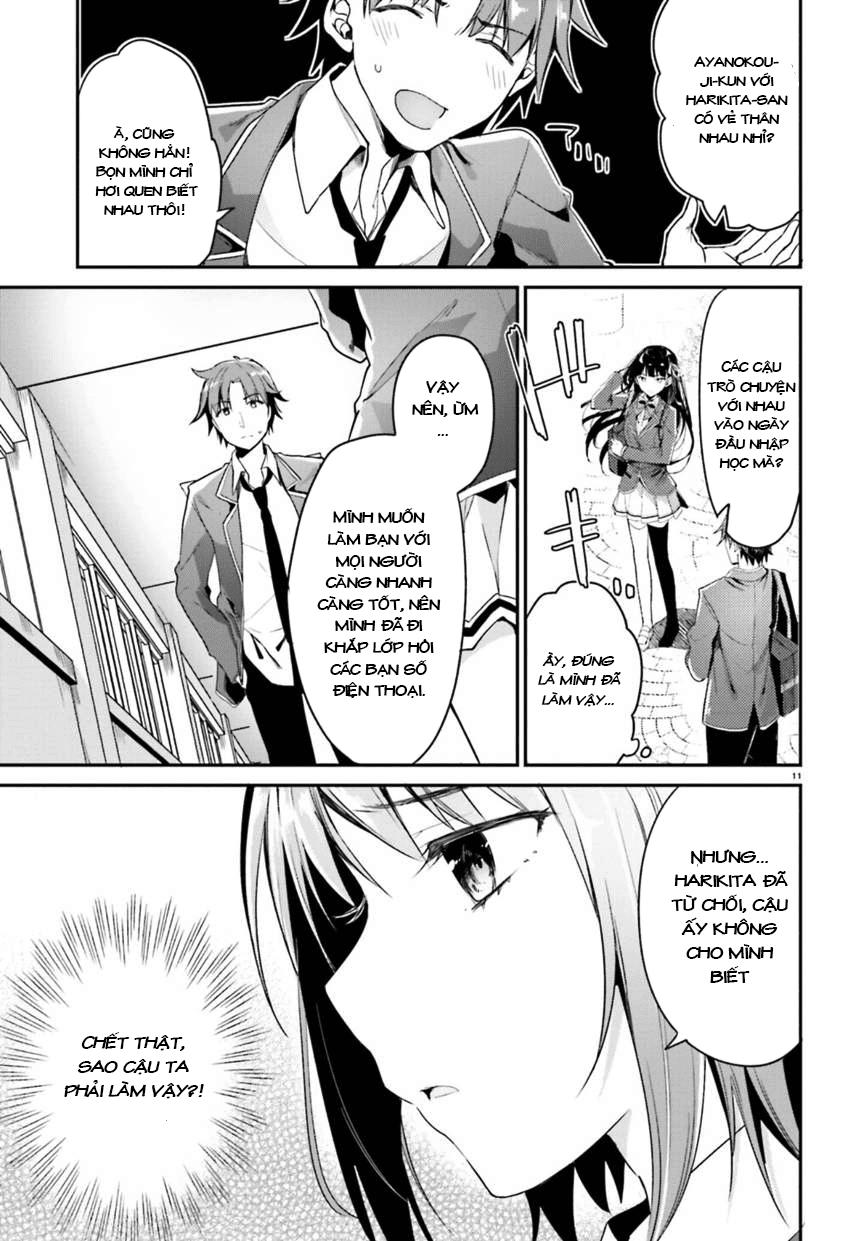 AYANOKOU-
JI-KUN VỚI
HARIKITA-SAN
CÓ VẺ THÂN
NHAU NHỈ?
À, CŨNG
KHÔNG HẲN!
BỌN MÌNH CHỈ
HƠI QUEN BIẾT
NHAU THÔI!
CÁC CẬU
TRÒ CHUYỆN
VỚI NHAU
VÀO NGÀY
ĐẦU NHẬP
HỌC MÀ?
ẦY, ĐÚNG
LÀ MÌNH ĐÃ
LÀM VẬY...
VẬY
NÊN, ỪM
...
MÌNH MUỐN
LÀM BẠN VỚI
MỌI NGƯỜI
CÀNG NHANH
CÀNG TỐT, NÊN
MÌNH ĐÃ ĐI
KHẮP LỚP HỎI
CÁC BẠN SỐ
ĐIỆN THOẠI.
11
NHƯNG...
HARIKITA ĐÃ
TỪ CHỐI, CẬU
ẤY KHÔNG
CHO MÌNH
BIẾT
CHẾT THẬT,
SAO CẬU TA
PHẢI LÀM VẬY?!